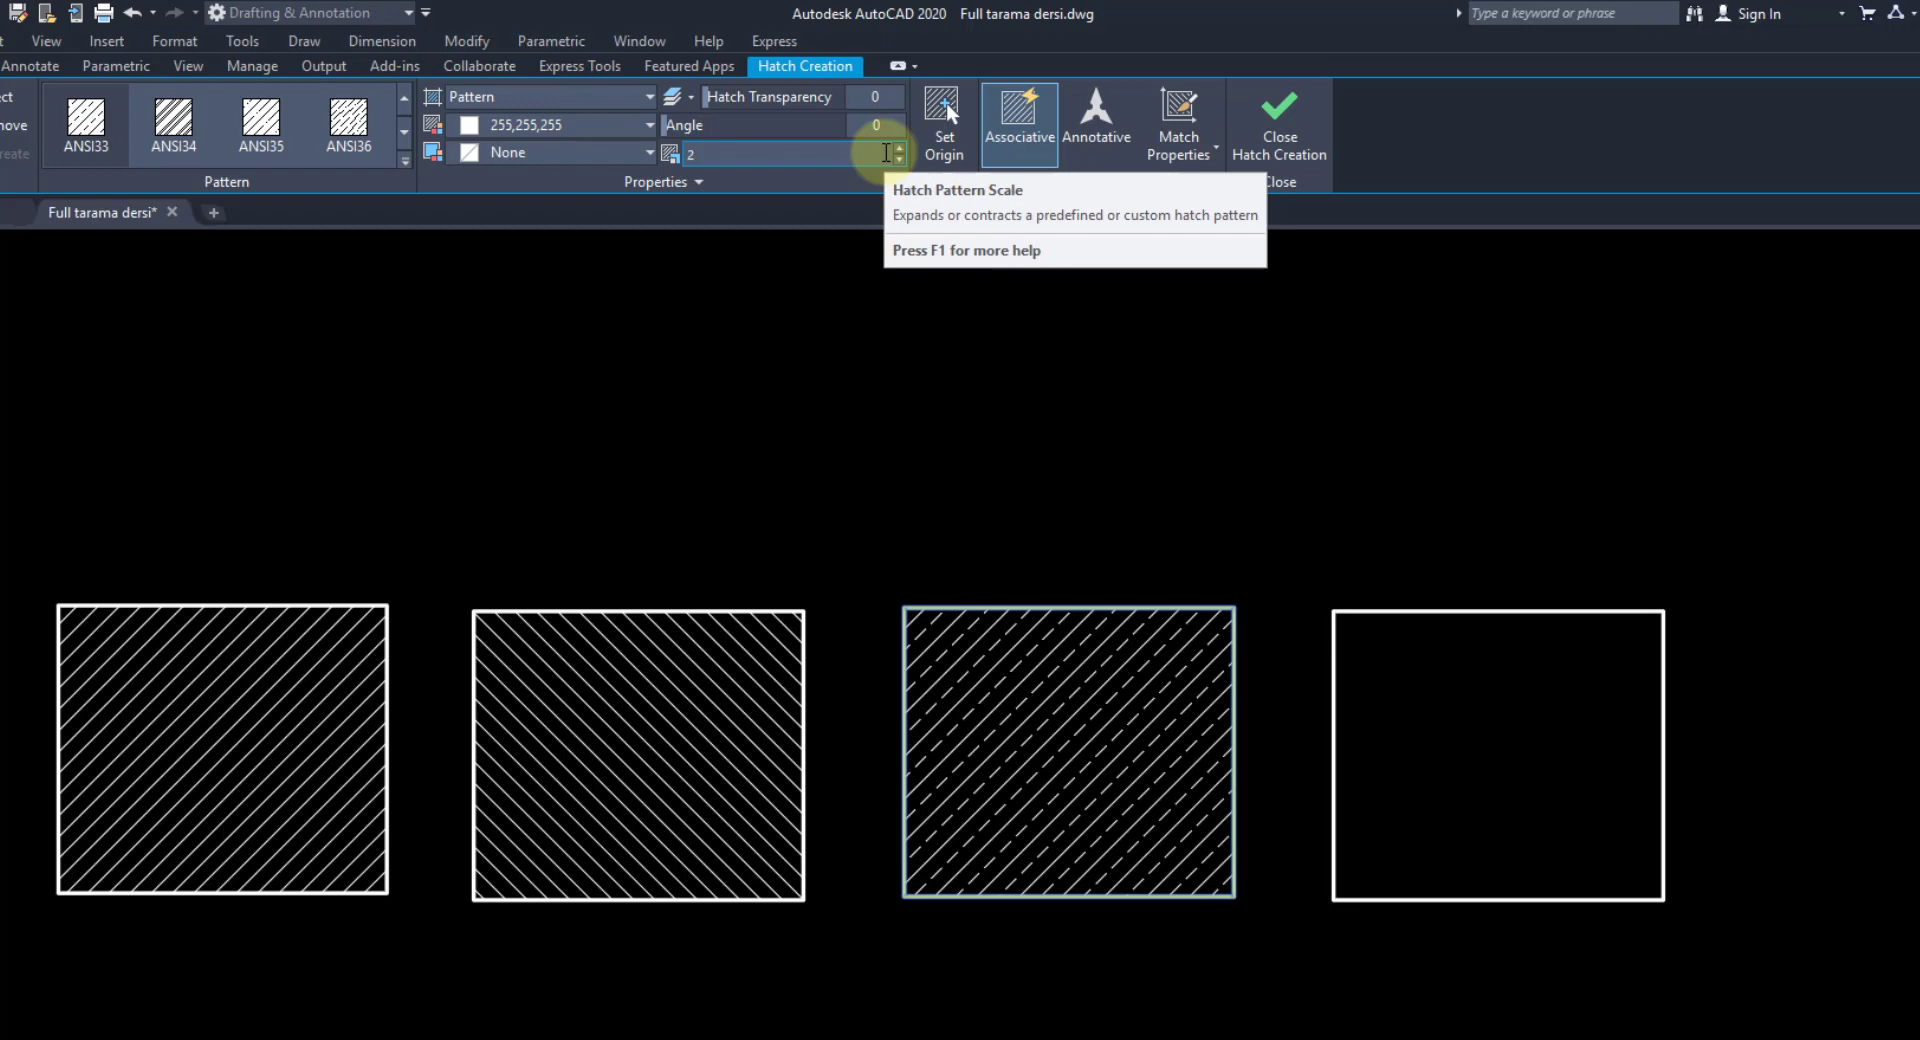 Drafting & Annotation
Autodesk AutoCAD 2020 Full tarama dersi.dwg
Type a keyword or phrase
Sign In
t View Insert Format Tools Draw Dimension Modify Parametric Window Help Express
Annotate Parametric View Manage Output Add-ins Collaborate Express Tools Featured Apps Hatch Creation
ect
nove
reate
ANSI33 ANSI34 ANSI35 ANSI36
Pattern
Pattern
255,255,255
None
Hatch Transparency 0
Angle 0
2
Properties
Set
Origin
Associative
Annotative
Match
Properties
Close
Hatch Creation
Close
Full tarama dersi*
Hatch Pattern Scale
Expands or contracts a predefined or custom hatch pattern
Press F1 for more help